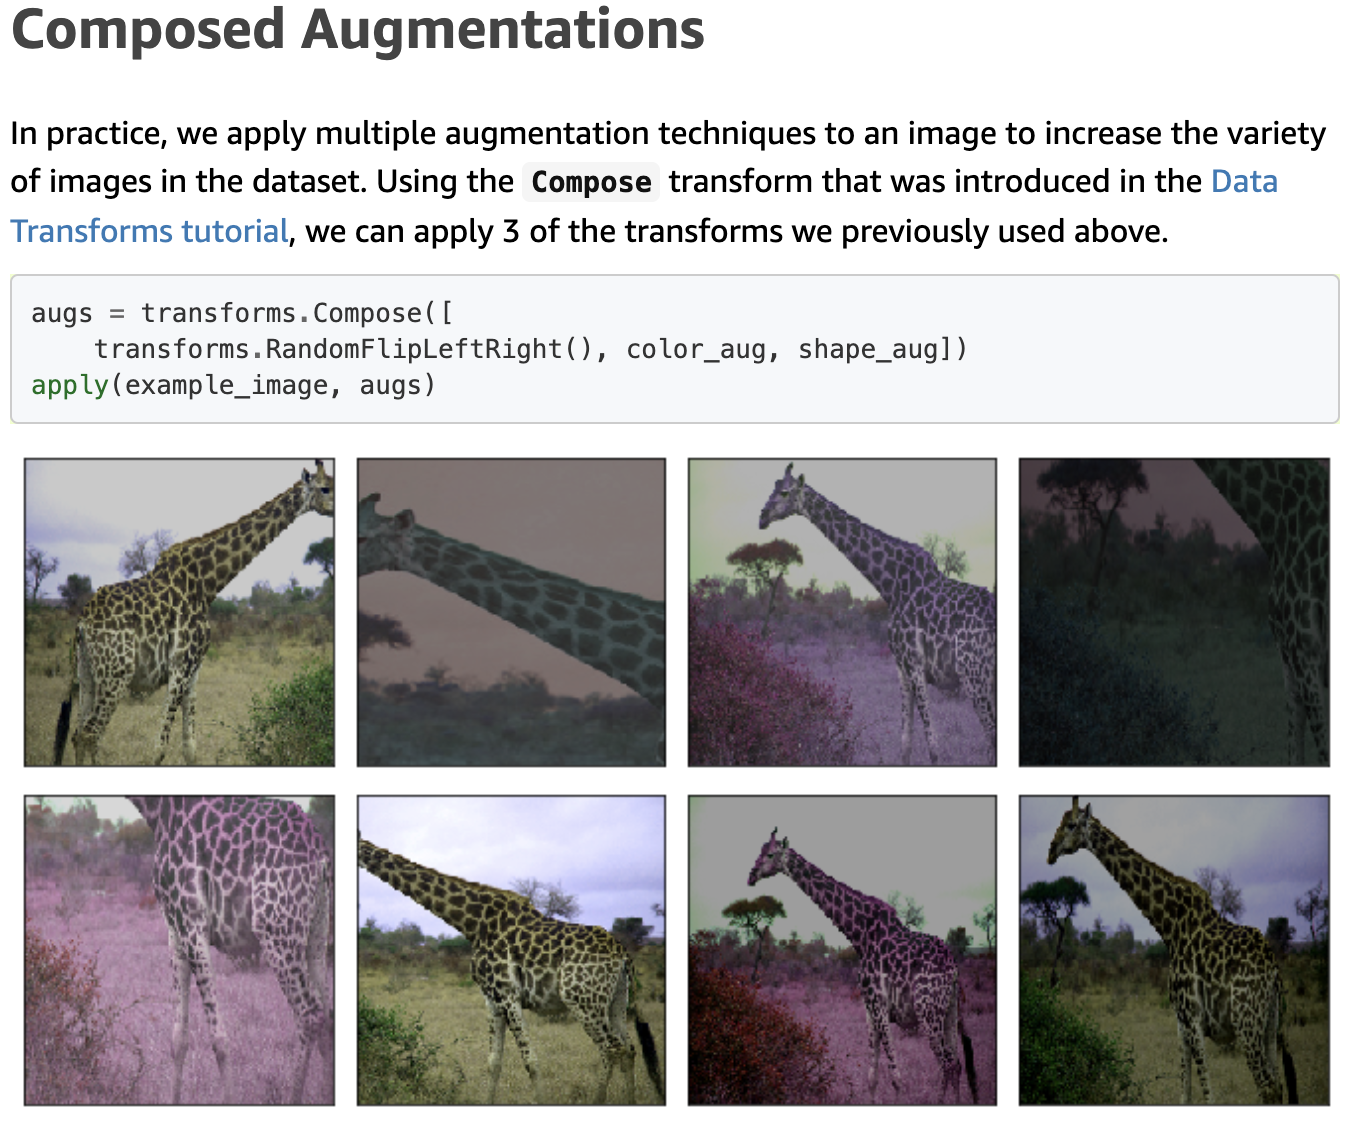 Composed Augmentations
In practice, we apply multiple augmentation techniques to an image to increase the variety
of images in the dataset. Using the Compose transform that was introduced in the Data
Transforms tutorial, we can apply 3 of the transforms we previously used above.
augs = transforms.Compose([
    transforms.RandomFlipLeftRight(), color_aug, shape_aug])
apply(example_image, augs)